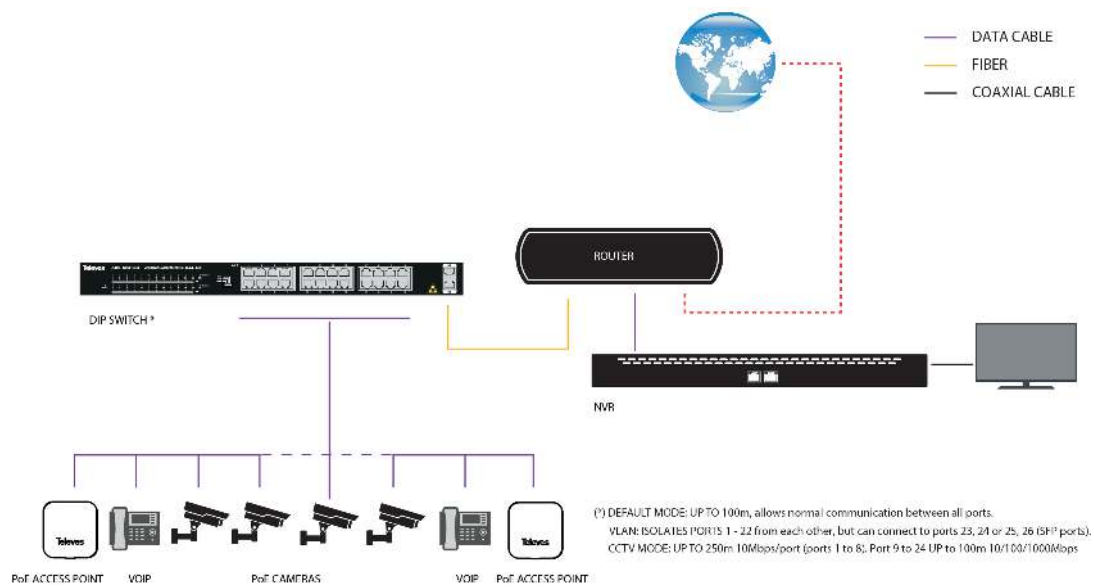 DATA CABLE
FIBER
COAXIAL CABLE
ROUTER
Televes
DIP SWITCH *
NVR
Televes
Televes
PoE ACCESS POINT
VOIP
PoE CAMERAS
VOIP
PoE ACCESS POINT
(*) DEFAULT MODE: UP TO 100m, allows normal communication between all ports.
VLAN: ISOLATES PORTS 1 - 22 from each other, but can connect to ports 23, 24 or 25, 26 (SFP ports).
CCTV MODE: UP TO 250m 10Mbps/port (ports 1 to 8). Port 9 to 24 UP to 100m 10/100/1000Mbps